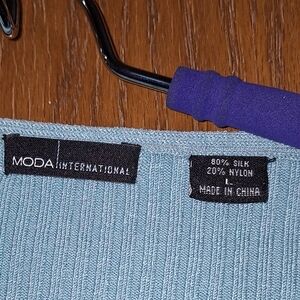 MODA INTERNATIONAL
80% SILK
20% NYLON
L
MADE IN CHINA